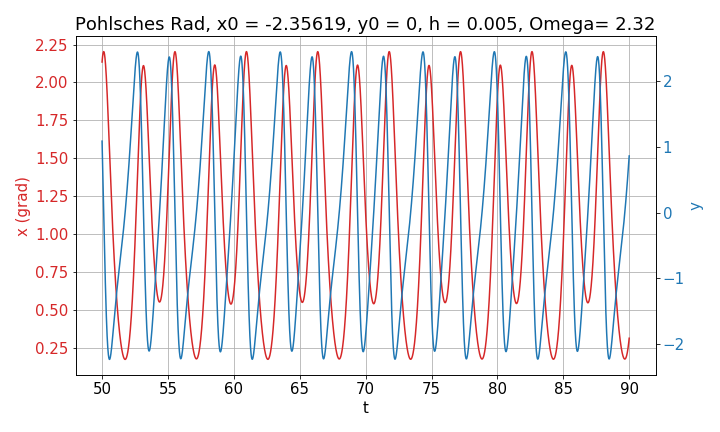 Pohlsches Rad, x0 = -2.35619, y0 = 0, h = 0.005, Omega= 2.32
2.25
2.00
1.75
1.50
1.25
1.00
0.75
0.50
0.25
x (grad)
2
1
0
−1
−2
y
50 55 60 65 70 75 80 85 90
t